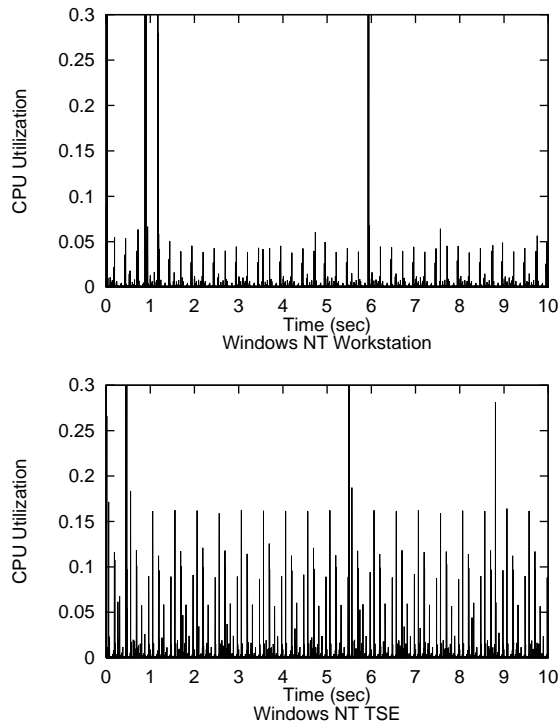 0.3
0.25
0.2
0.15
0.1
0.05
0
CPU Utilization
0 1 2 3 4 5 6 7 8 9 10
Time (sec)
Windows NT Workstation
0.3
0.25
0.2
0.15
0.1
0.05
0
CPU Utilization
0 1 2 3 4 5 6 7 8 9 10
Time (sec)
Windows NT TSE